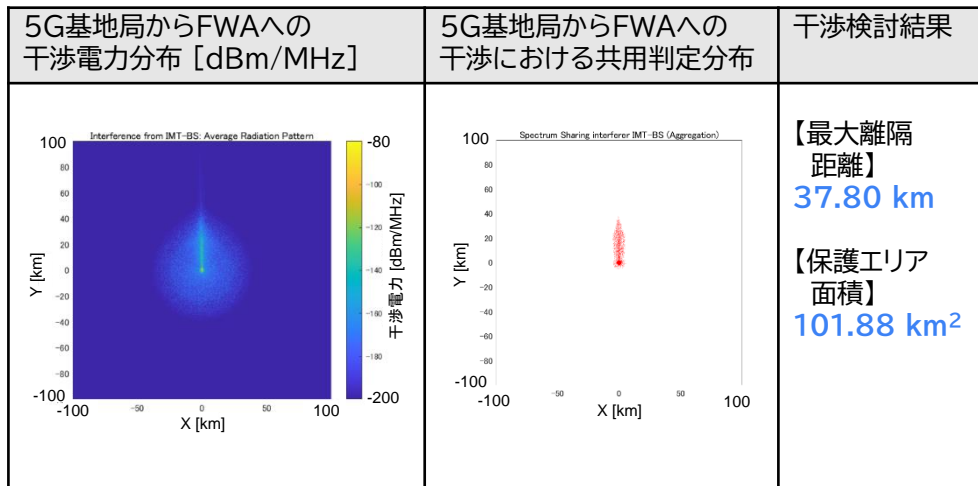 5G基地局からFWAへの
干渉電力分布 [dBm/MHz]
5G基地局からFWAへの
干渉における共用判定分布
干渉検討結果
Interference from IMT-BS: Average Radiation Pattern
100
80
60
40
20
0
-20
-40
-60
-80
-100
Y [km]
-100
-50
0
50
100
X [km]
-80
-100
-120
-140
-160
-180
-200
干渉電力 [dBm/MHz]
Spectrum Sharing interferer IMT-BS (Aggregation)
100
80
60
40
20
0
-20
-40
-60
-80
-100
Y [km]
-100
-50
0
50
100
X [km]
【最大離隔
距離】
37.80 km
【保護エリア
面積】
101.88 km²